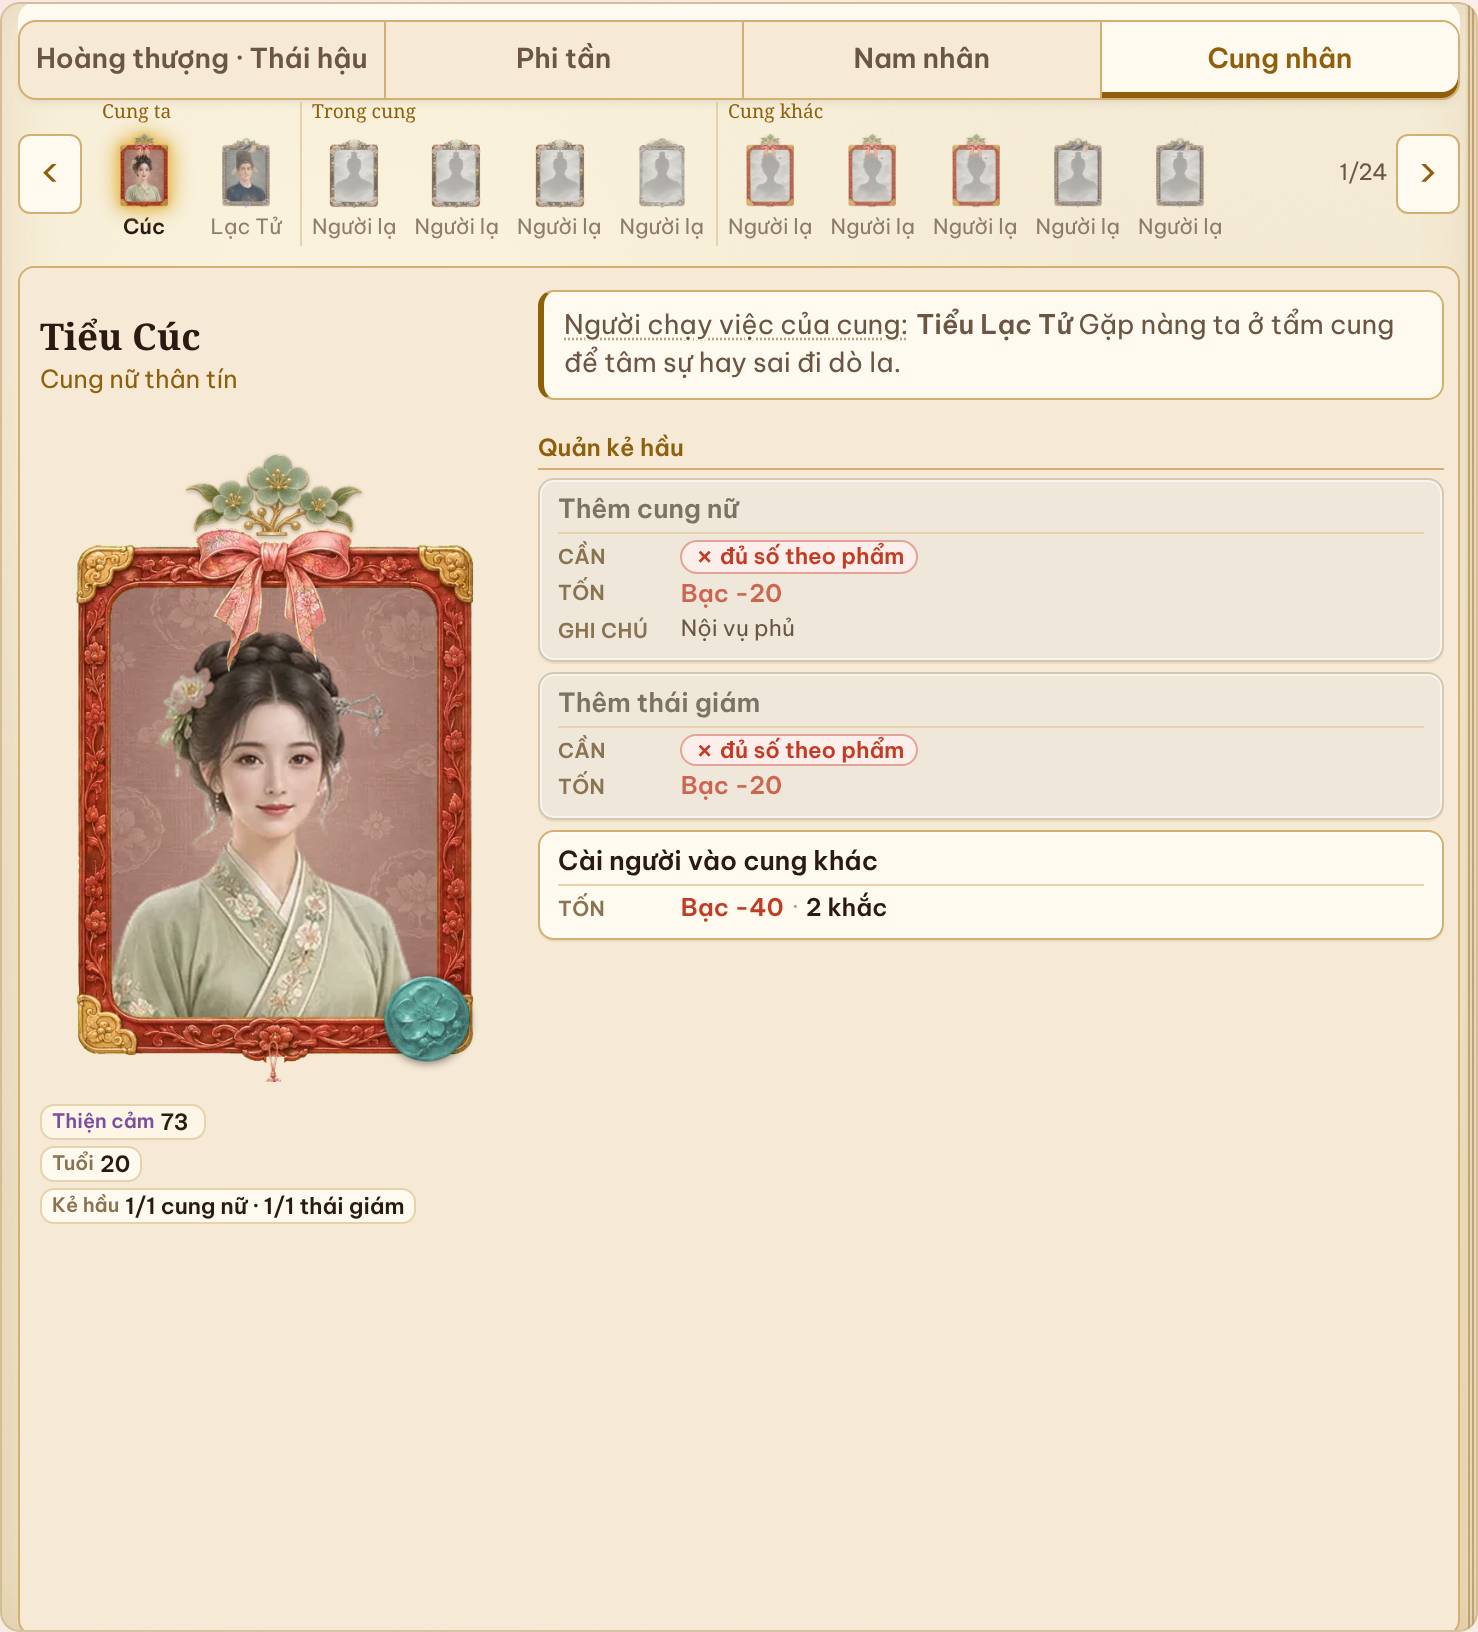 Hoàng thượng · Thái hậu
Phi tần
Nam nhân
Cung nhân
Cung ta
Trong cung
Cung khác
Cúc
Lạc Tử
Người lạ
Người lạ
Người lạ
Người lạ
Người lạ
Người lạ
Người lạ
Người lạ
Người lạ
1/24
Tiểu Cúc
Cung nữ thân tín
Thiện cảm 73
Tuổi 20
Kẻ hầu 1/1 cung nữ · 1/1 thái giám
Người chạy việc của cung: Tiểu Lạc Tử Gặp nàng ta ở tẩm cung
để tâm sự hay sai đi dò la.
Quản kẻ hầu
Thêm cung nữ
CẦN × đủ số theo phẩm
TỐN Bạc -20
GHI CHÚ Nội vụ phủ
Thêm thái giám
CẦN × đủ số theo phẩm
TỐN Bạc -20
Cài người vào cung khác
TỐN Bạc -40 · 2 khắc